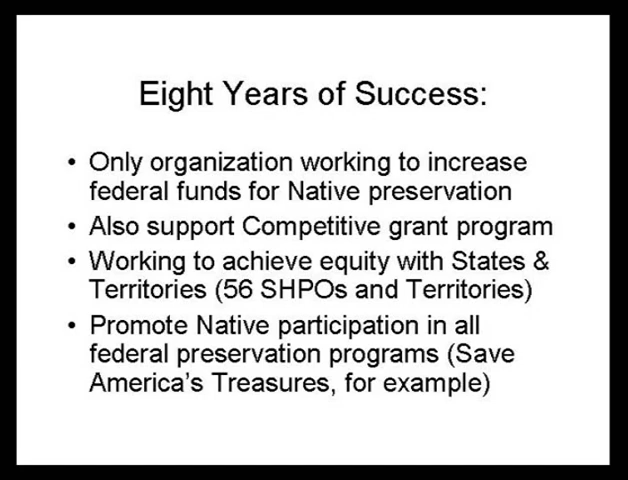 Eight Years of Success:
• Only organization working to increase
federal funds for Native preservation
• Also support Competitive grant program
• Working to achieve equity with States &
Territories (56 SHPOs and Territories)
• Promote Native participation in all
federal preservation programs (Save
America's Treasures, for example)